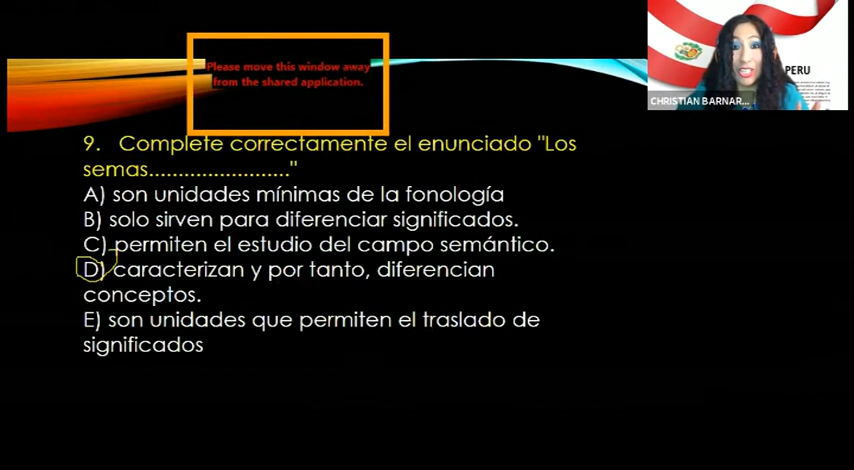 Please move this window away
from the shared application.
PERU
CHRISTIAN BARNAR...
9. Complete correctamente el enunciado "Los
semas........................"
A) son unidades mínimas de la fonología
B) solo sirven para diferenciar significados.
C) permiten el estudio del campo semántico.
D) caracterizan y por tanto, diferencian
conceptos.
E) son unidades que permiten el traslado de
significados